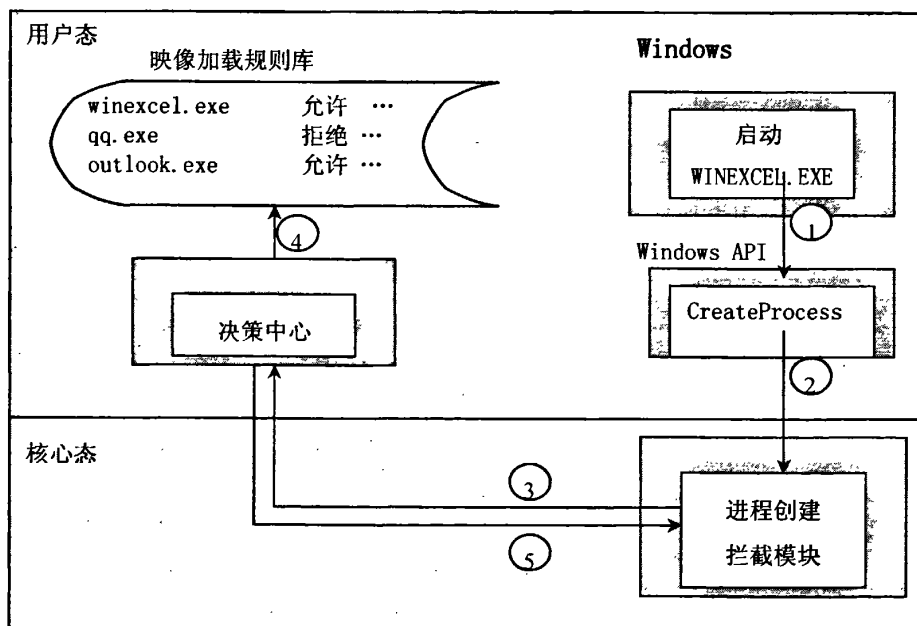 用户态
映像加载规则库
Windows
winexcel.exe 允许 …
qq.exe 拒绝 …
outlook.exe 允许 …
启动
WINEXCEL.EXE
1
4
Windows API
CreateProcess
决策中心
2
核心态
3
进程创建
拦截模块
5